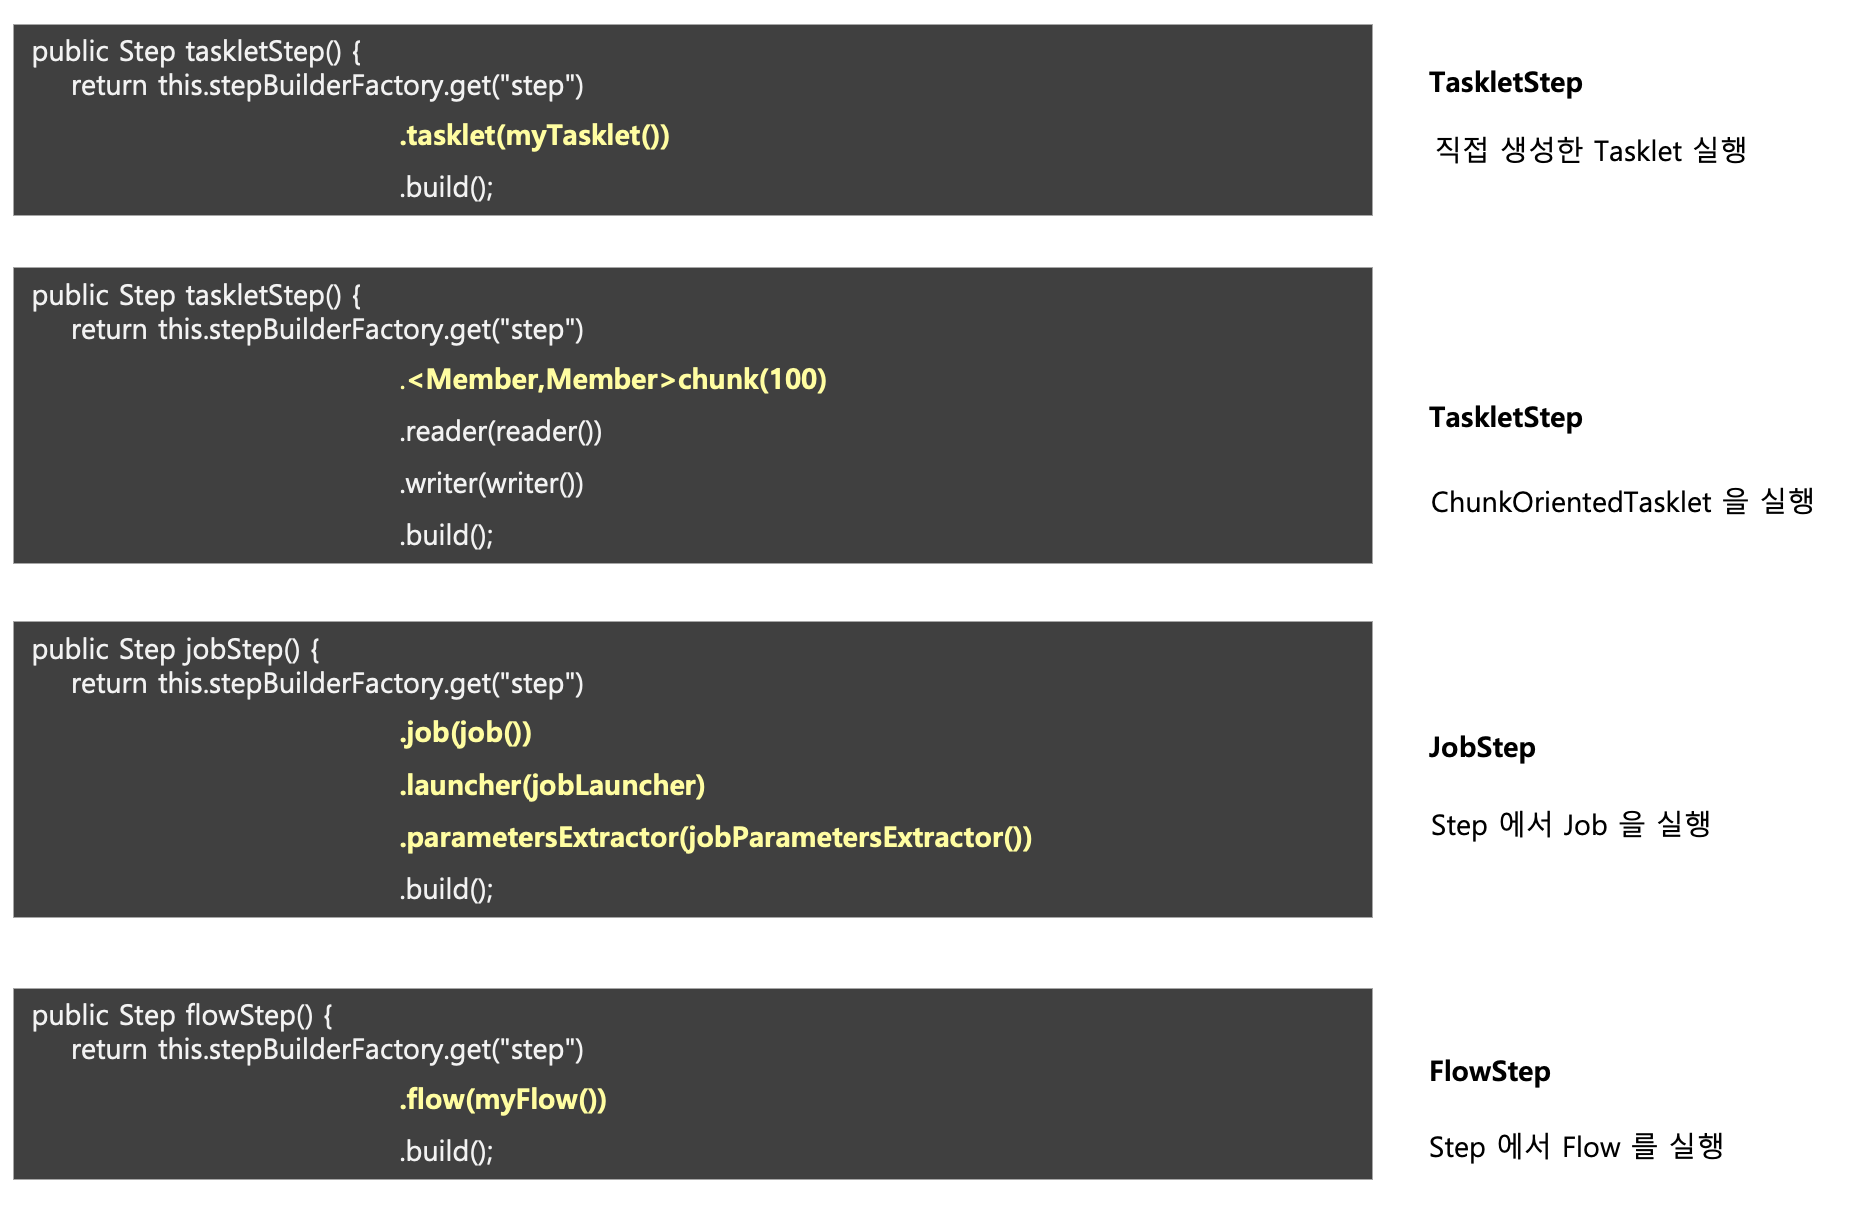 public Step taskletStep() {
return this.stepBuilderFactory.get("step")
.tasklet(myTasklet())
.build();
TaskletStep
직접 생성한 Tasklet 실행
public Step taskletStep() {
return this.stepBuilderFactory.get("step")
.<Member,Member>chunk(100)
.reader(reader())
.writer(writer())
.build();
TaskletStep
ChunkOrientedTasklet 을 실행
public Step jobStep() {
return this.stepBuilderFactory.get("step")
.job(job())
.launcher(jobLauncher)
.parametersExtractor(jobParametersExtractor())
.build();
JobStep
Step 에서 Job 을 실행
public Step flowStep() {
return this.stepBuilderFactory.get("step")
.flow(myFlow())
.build();
FlowStep
Step 에서 Flow 를 실행